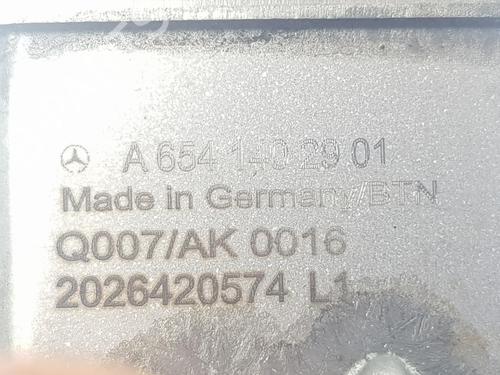 A 654 140 29 01
Made in Germany/BTN
Q007/AK 0016
2026420574 L1